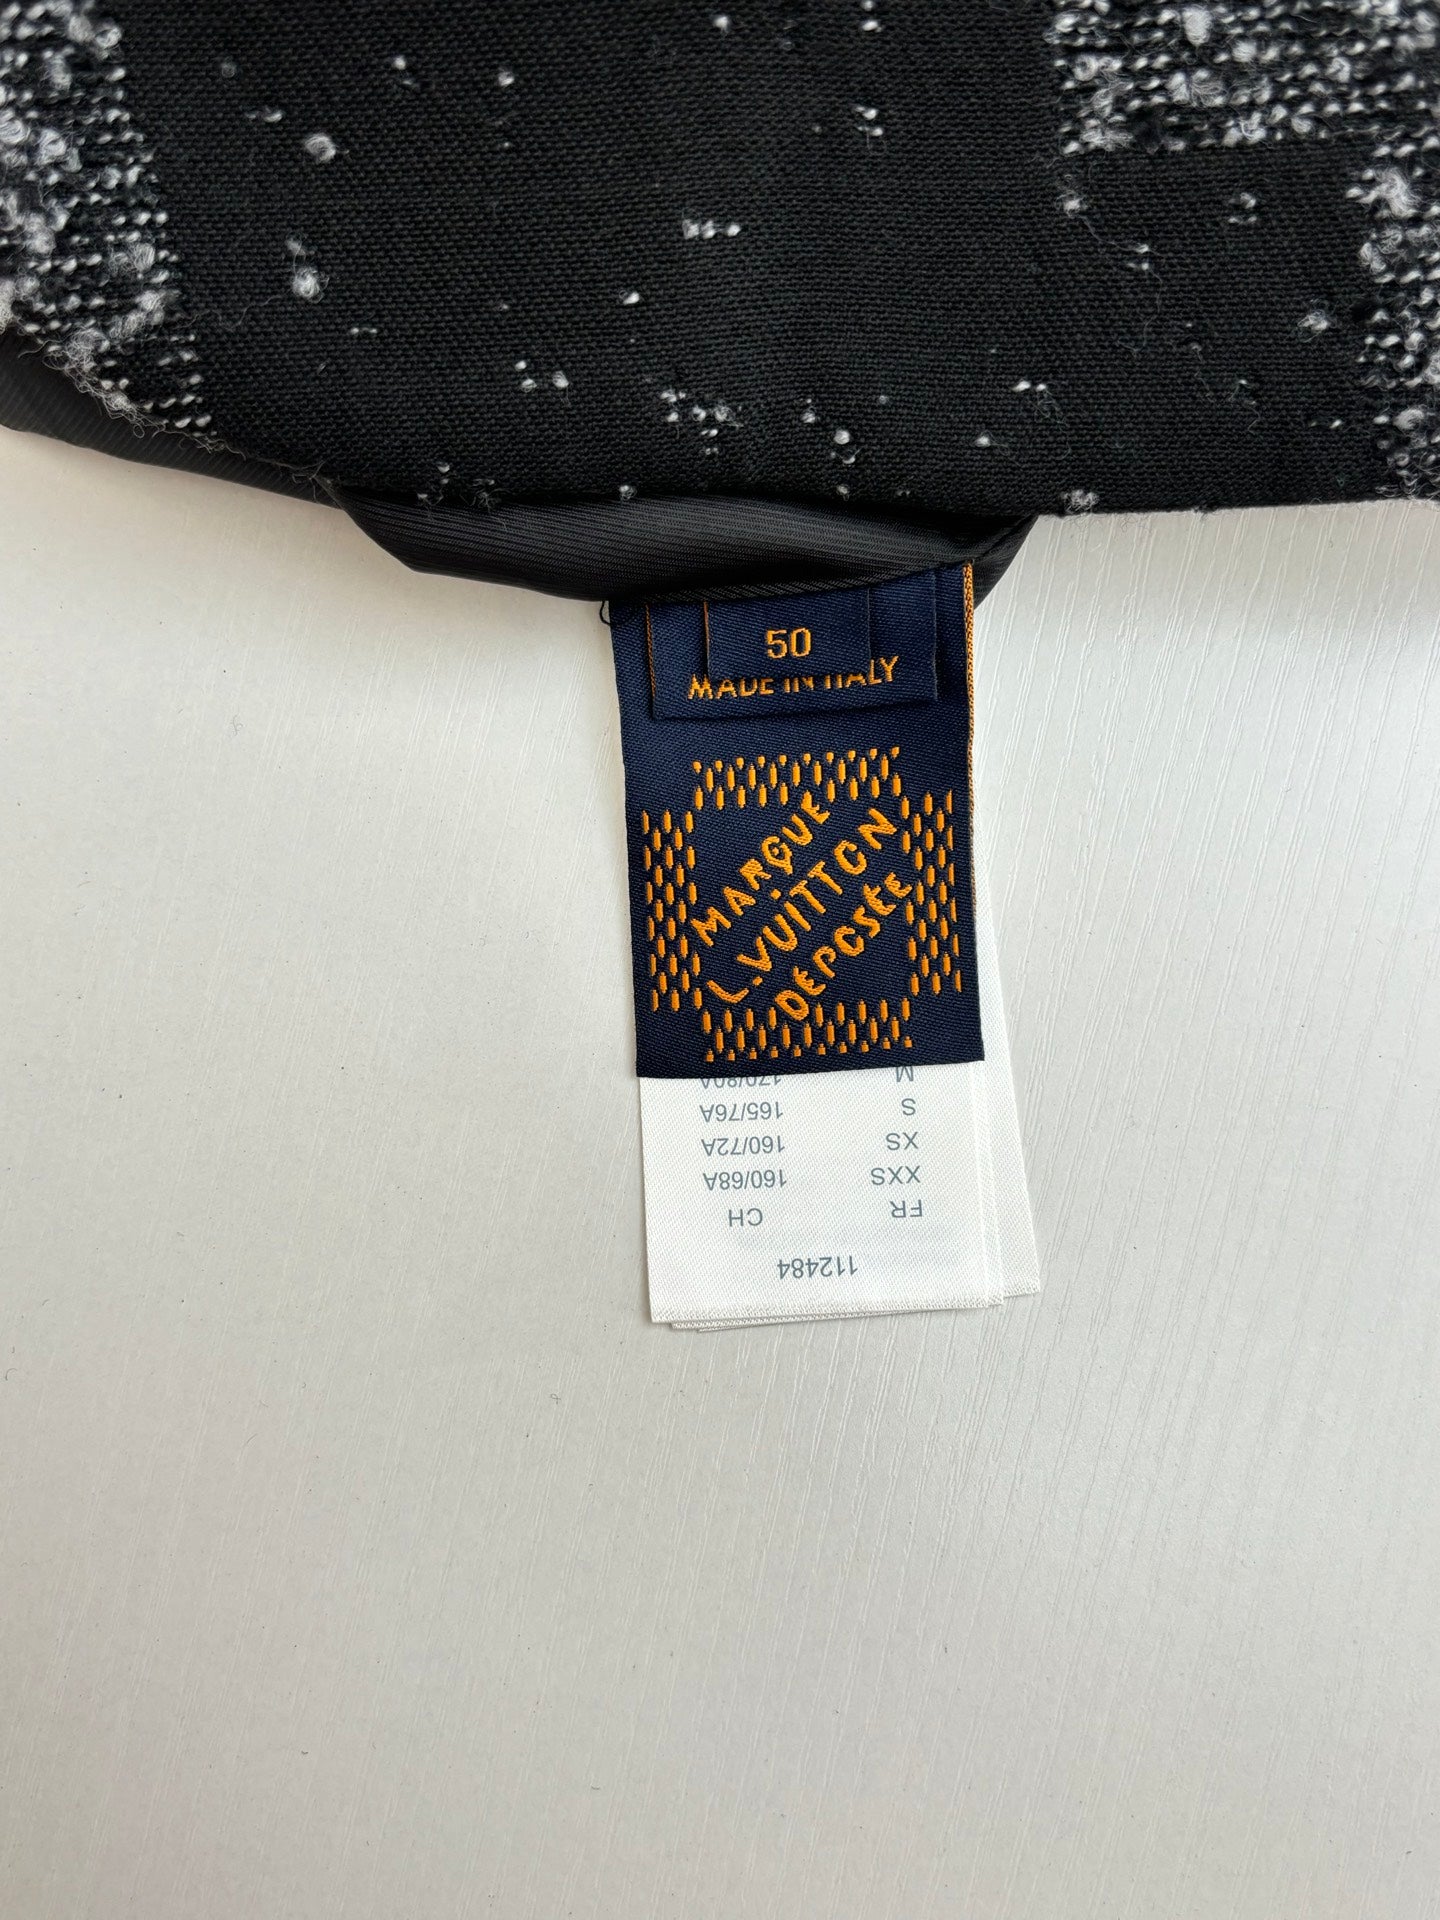 50
MADE IN ITALY
MARQUE
L.VUITTON
DÉPOSÉE
M 170/80A
S 165/76A
XS 160/72A
XXS 160/68A
FR CH
112484